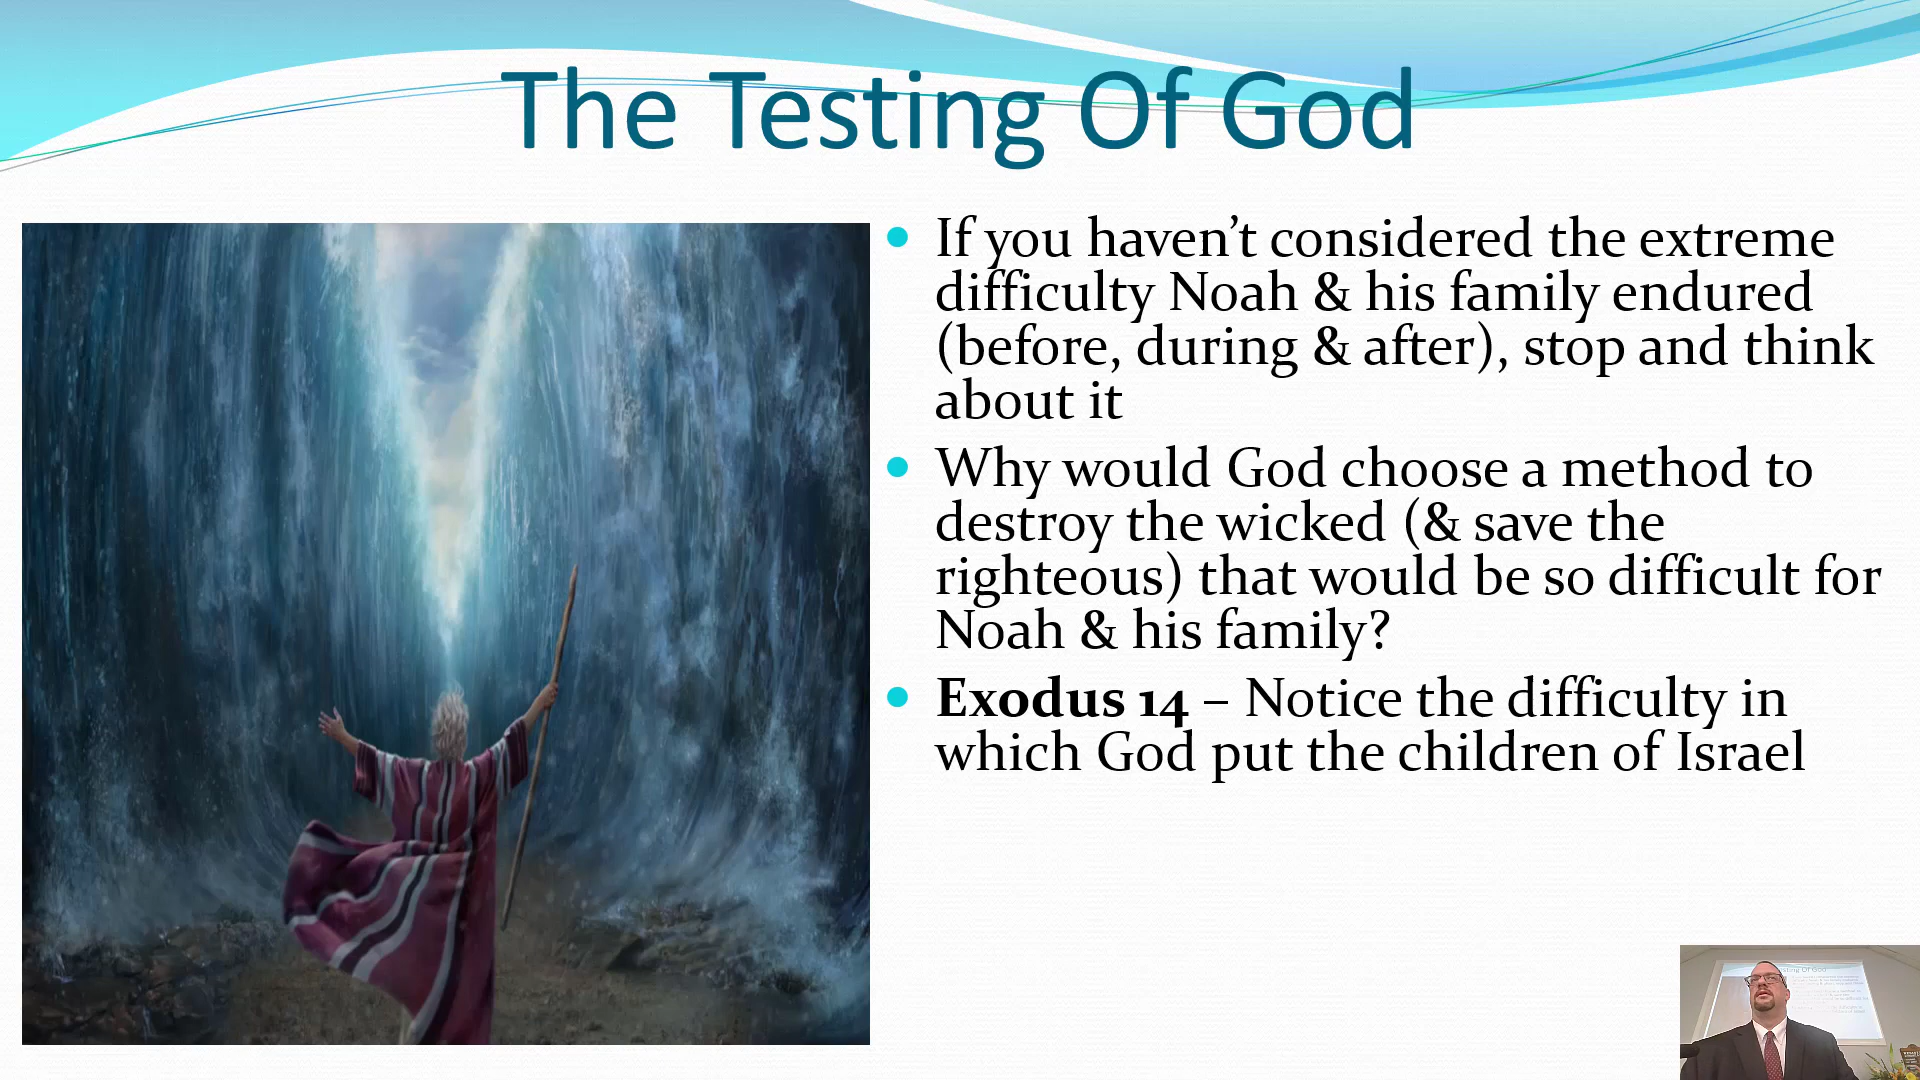 The Testing Of God
If you haven’t considered the extreme
difficulty Noah & his family endured
(before, during & after), stop and think
about it
Why would God choose a method to
destroy the wicked (& save the
righteous) that would be so difficult for
Noah & his family?
Exodus 14 – Notice the difficulty in
which God put the children of Israel